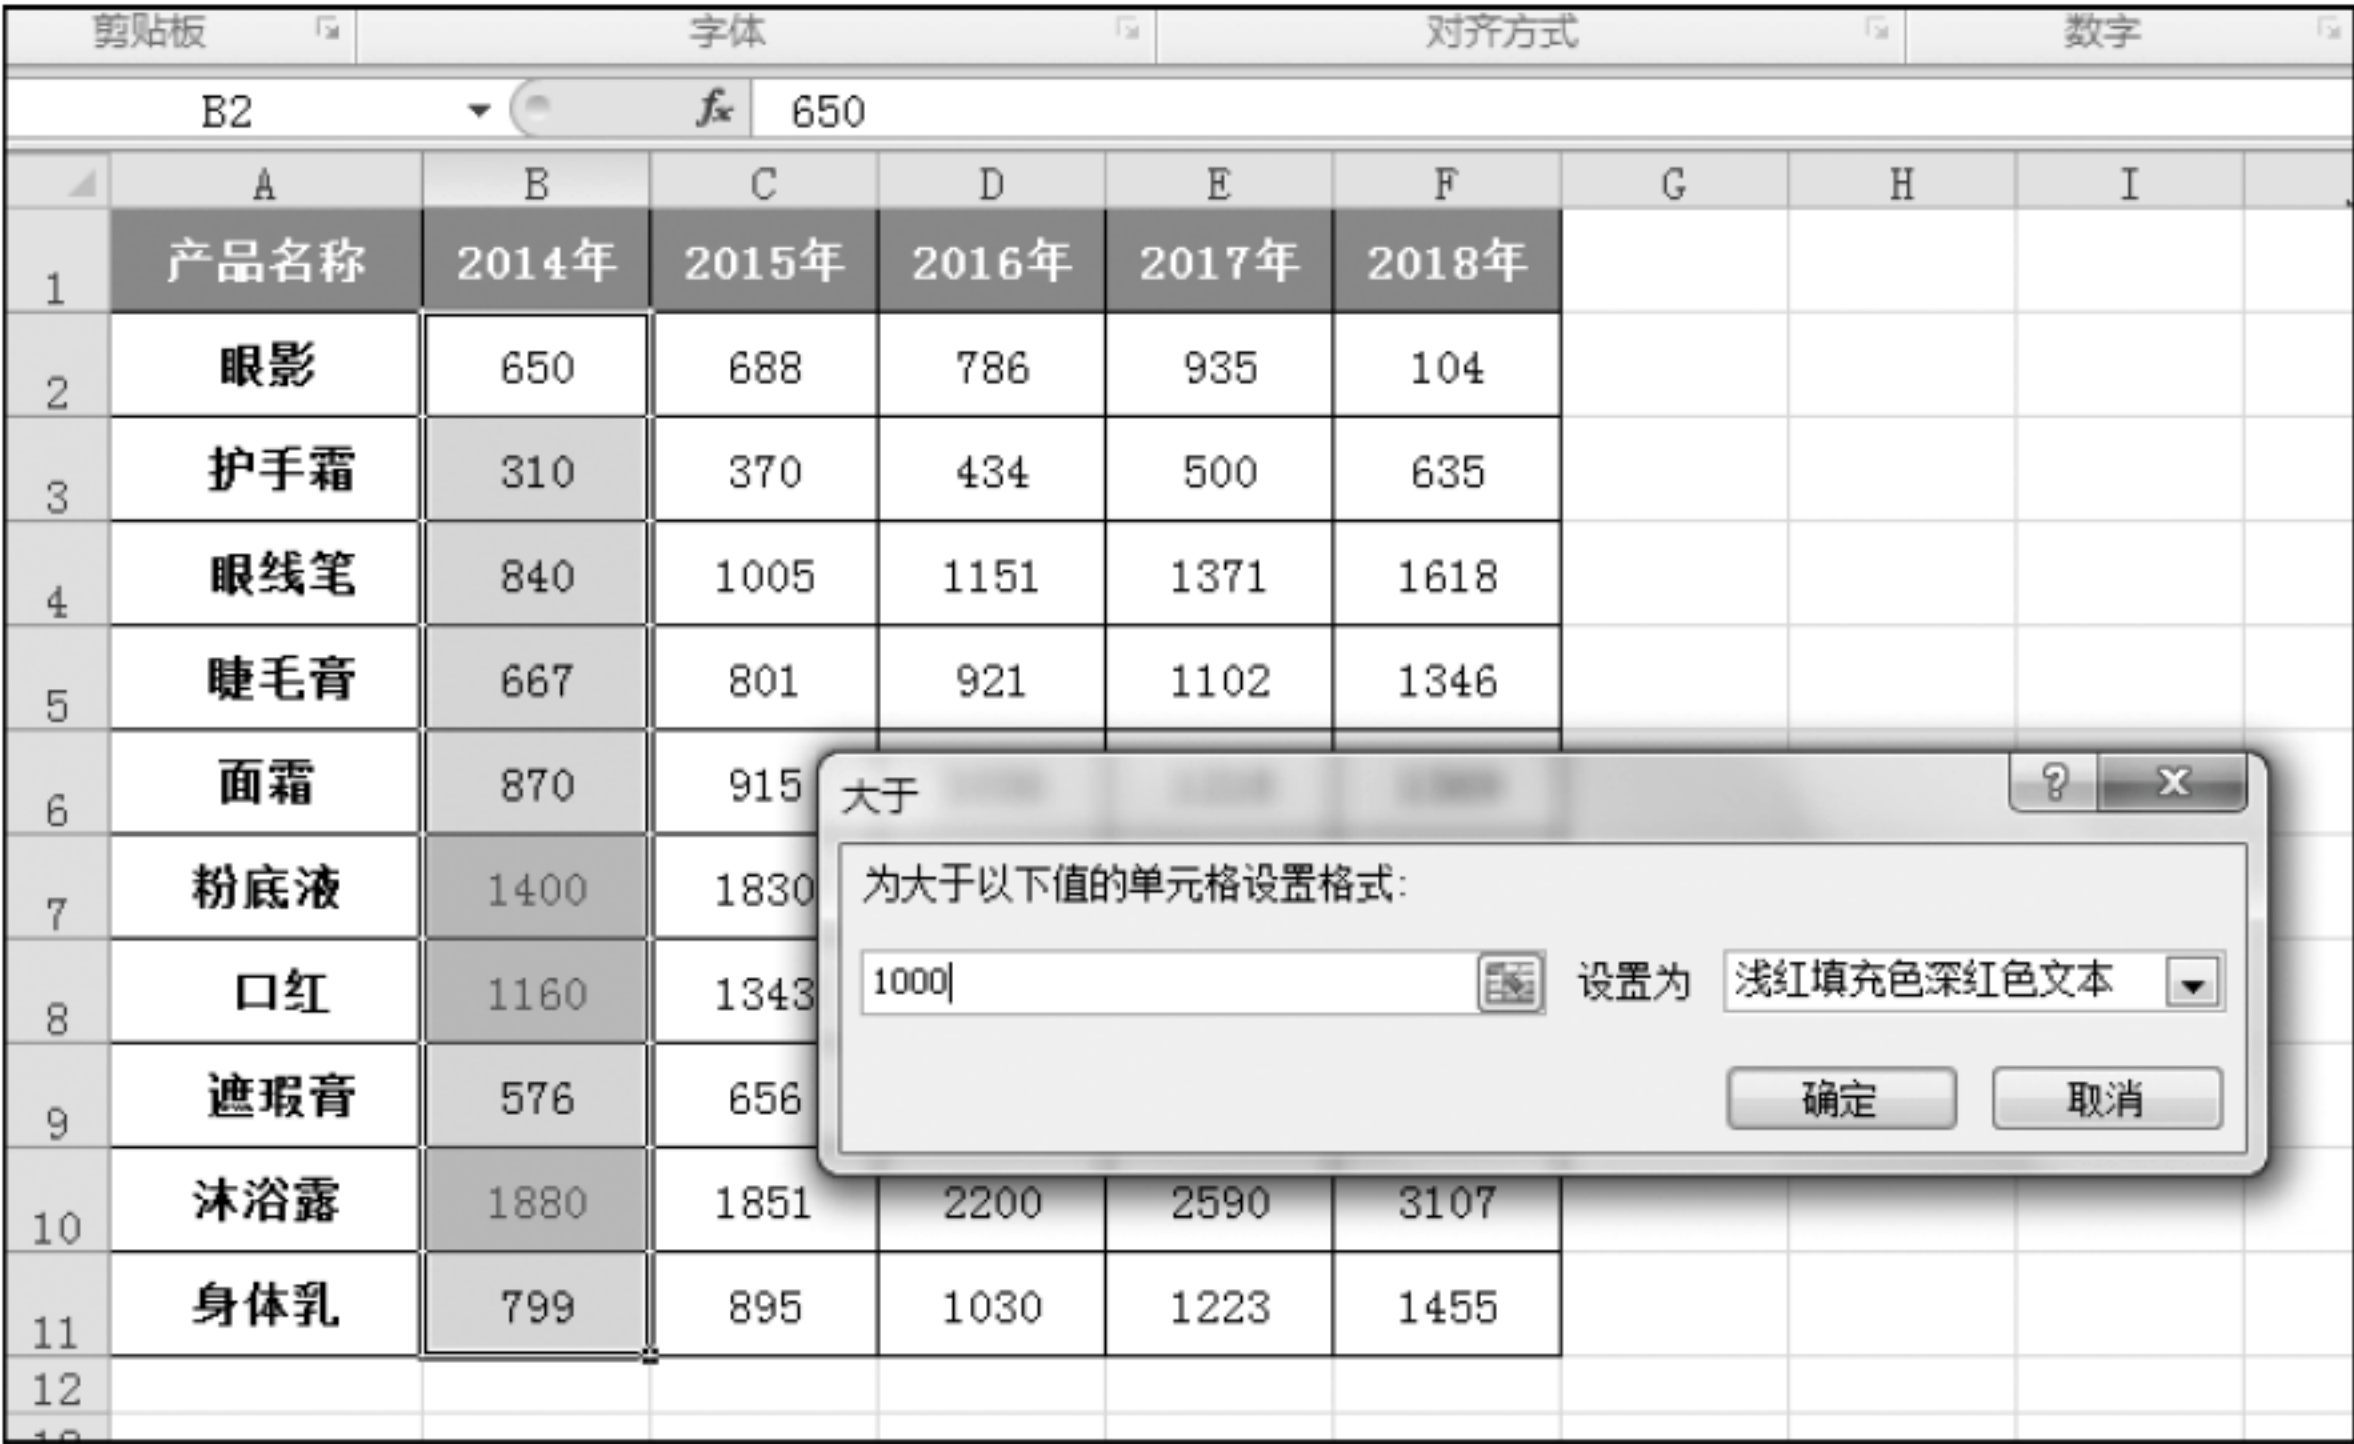 剪贴板 字体 对齐方式 数字
B2 fx 650
A B C D E F G H I
1 产品名称 2014年 2015年 2016年 2017年 2018年
2 眼影 650 688 786 935 104
3 护手霜 310 370 434 500 635
4 眼线笔 840 1005 1151 1371 1618
5 睫毛膏 667 801 921 1102 1346
6 面霜 870 915
7 粉底液 1400 1830
8 口红 1160 1343
9 遮瑕膏 576 656
10 沐浴露 1880 1851 2200 2590 3107
11 身体乳 799 895 1030 1223 1455
12
大于 ? x
为大于以下值的单元格设置格式:
1000 设置为 浅红填充色深红色文本
确定 取消